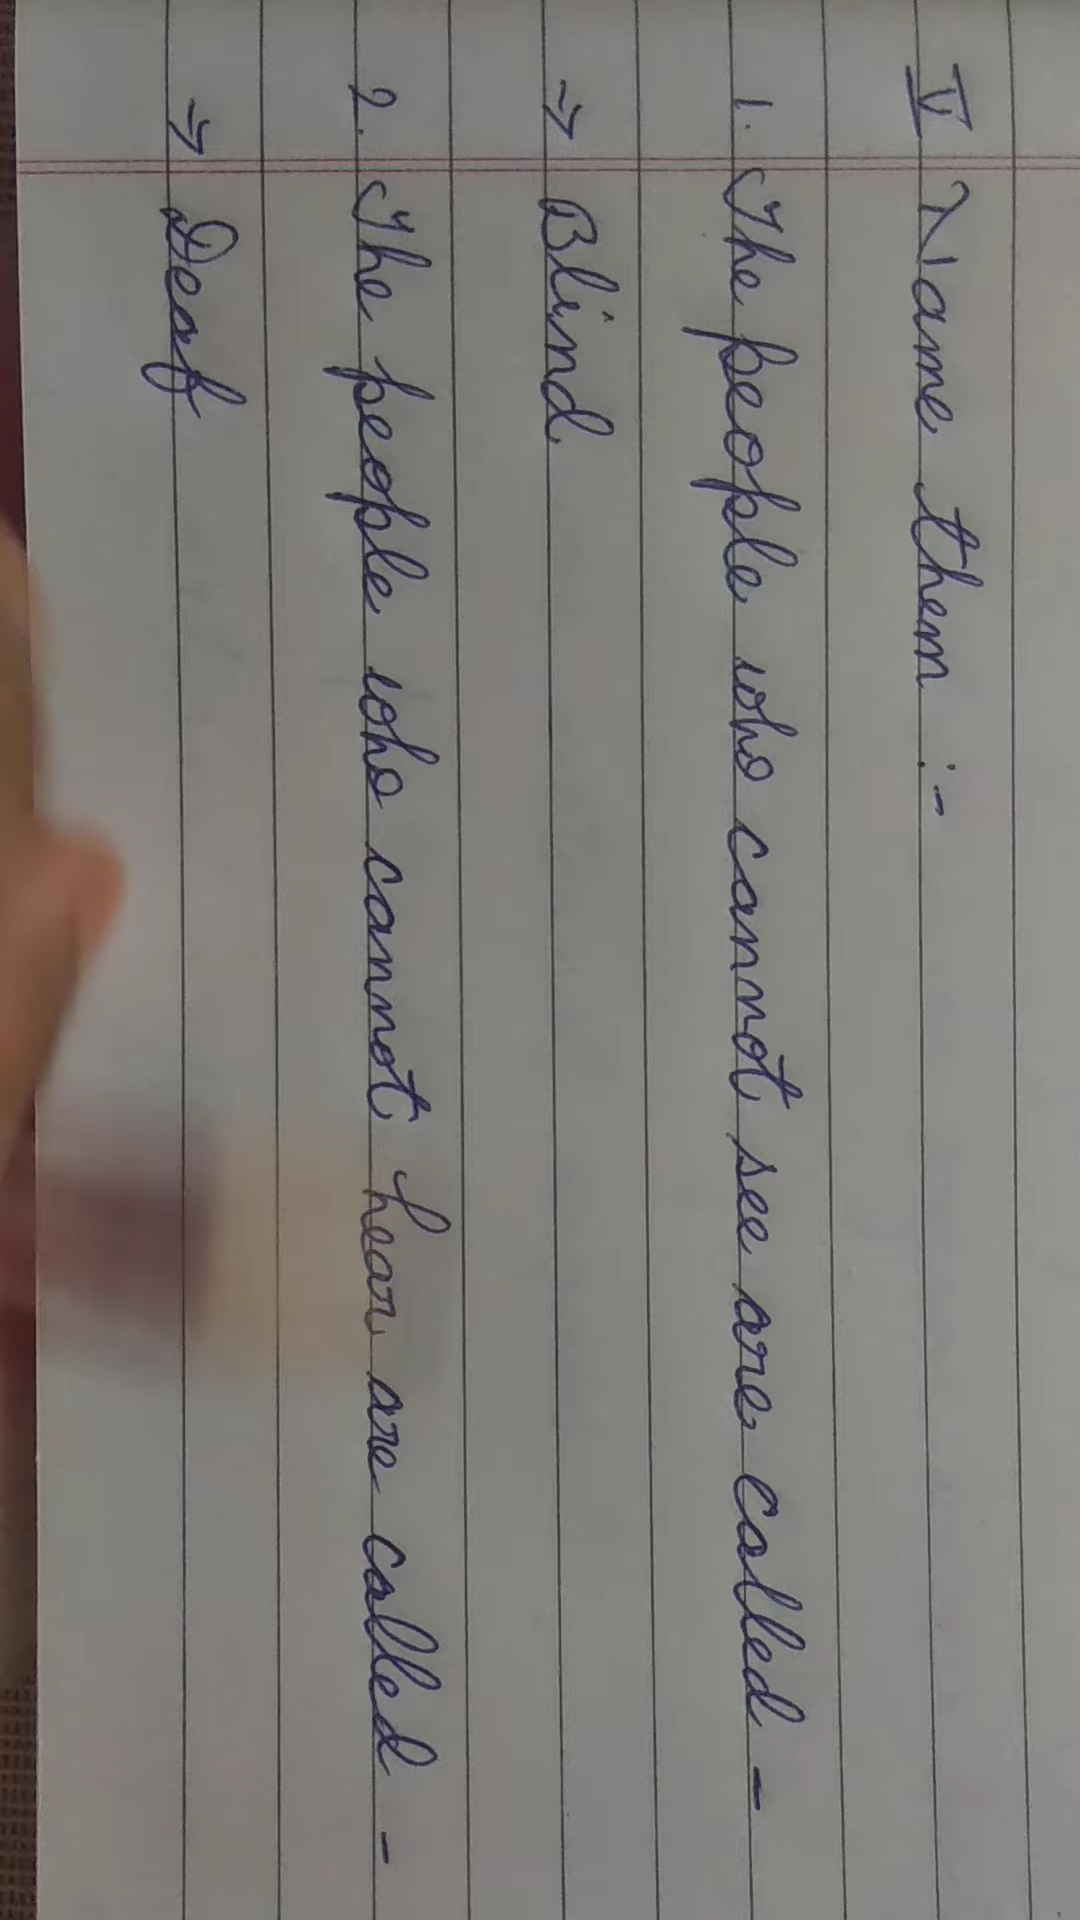 V Name them :-
1. The people who cannot see are called -
→ Blind
2. The people who cannot hear are called -
→ Deaf